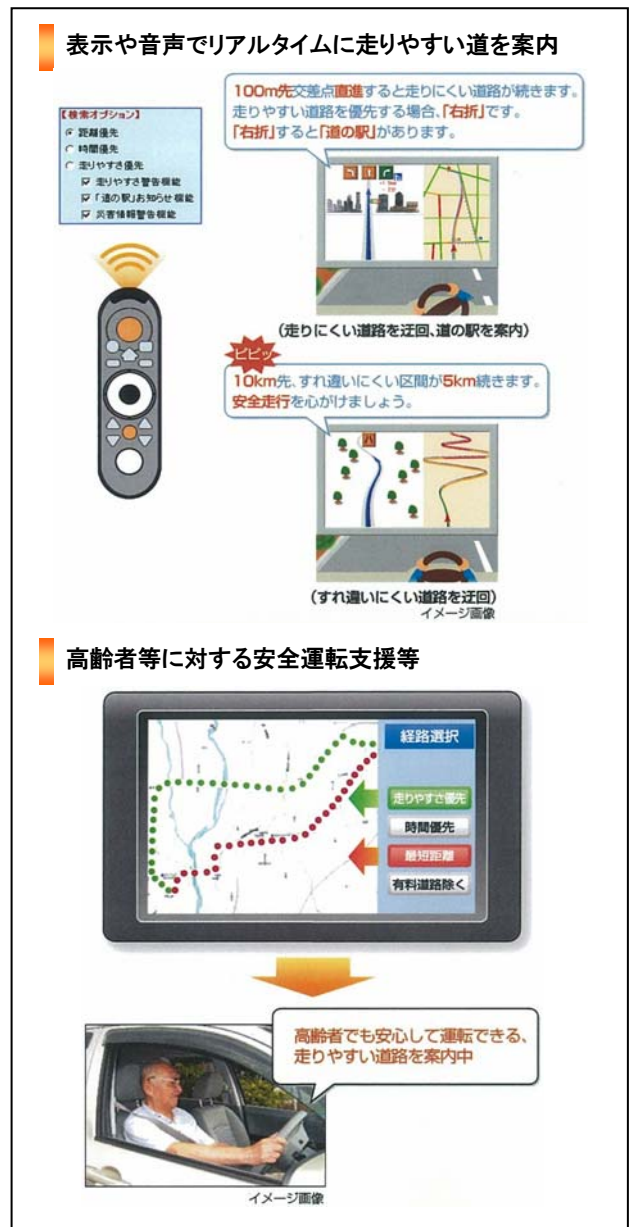 表示や音声でリアルタイムに走りやすい道を案内
【検索オプション】
距離優先
時間優先
走りやすさ優先
走りやすさ警告機能
「道の駅」お知らせ機能
災害情報警告機能
100m先交差点直進すると走りにくい道路が続きます。
走りやすい道路を優先する場合、「右折」です。
「右折」すると「道の駅」があります。
(走りにくい道路を迂回、道の駅を案内)
ピピッ
10km先、すれ違いにくい区間が5km続きます。
安全走行を心がけましょう。
(すれ違いにくい道路を迂回)
イメージ画像
高齢者等に対する安全運転支援等
経路選択
走りやすさ優先
時間優先
最短距離
有料道路除く
高齢者でも安心して運転できる、
走りやすい道路を案内中
イメージ画像